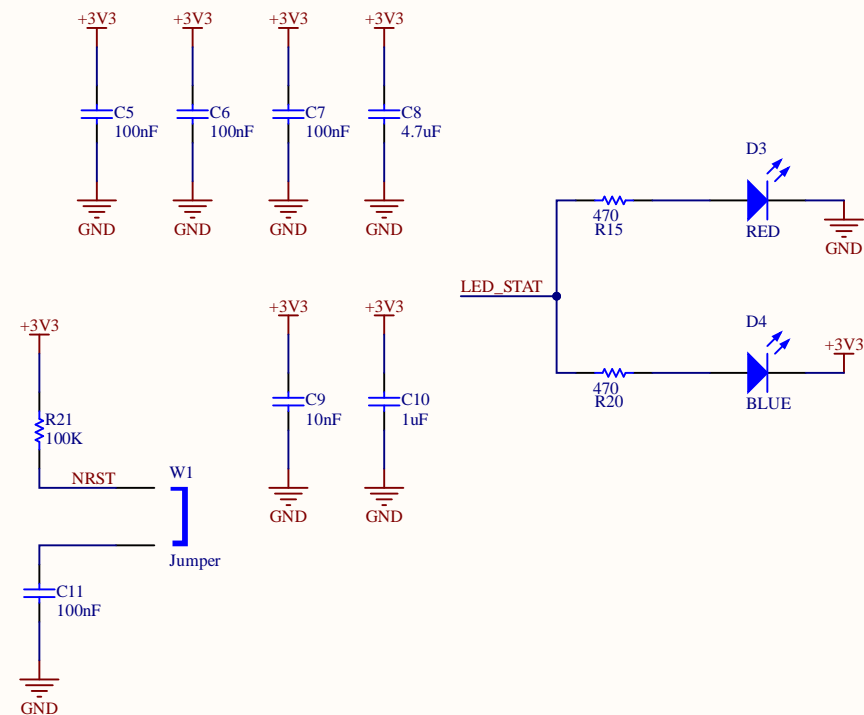 +3V3
+3V3
+3V3
+3V3
C5
100nF
C6
100nF
C7
100nF
C8
4.7uF
GND
GND
GND
GND
D3
470
R15
RED
GND
LED_STAT
D4
+3V3
470
R20
BLUE
+3V3
+3V3
C9
10nF
C10
1uF
GND
GND
+3V3
R21
100K
NRST
W1
Jumper
C11
100nF
GND